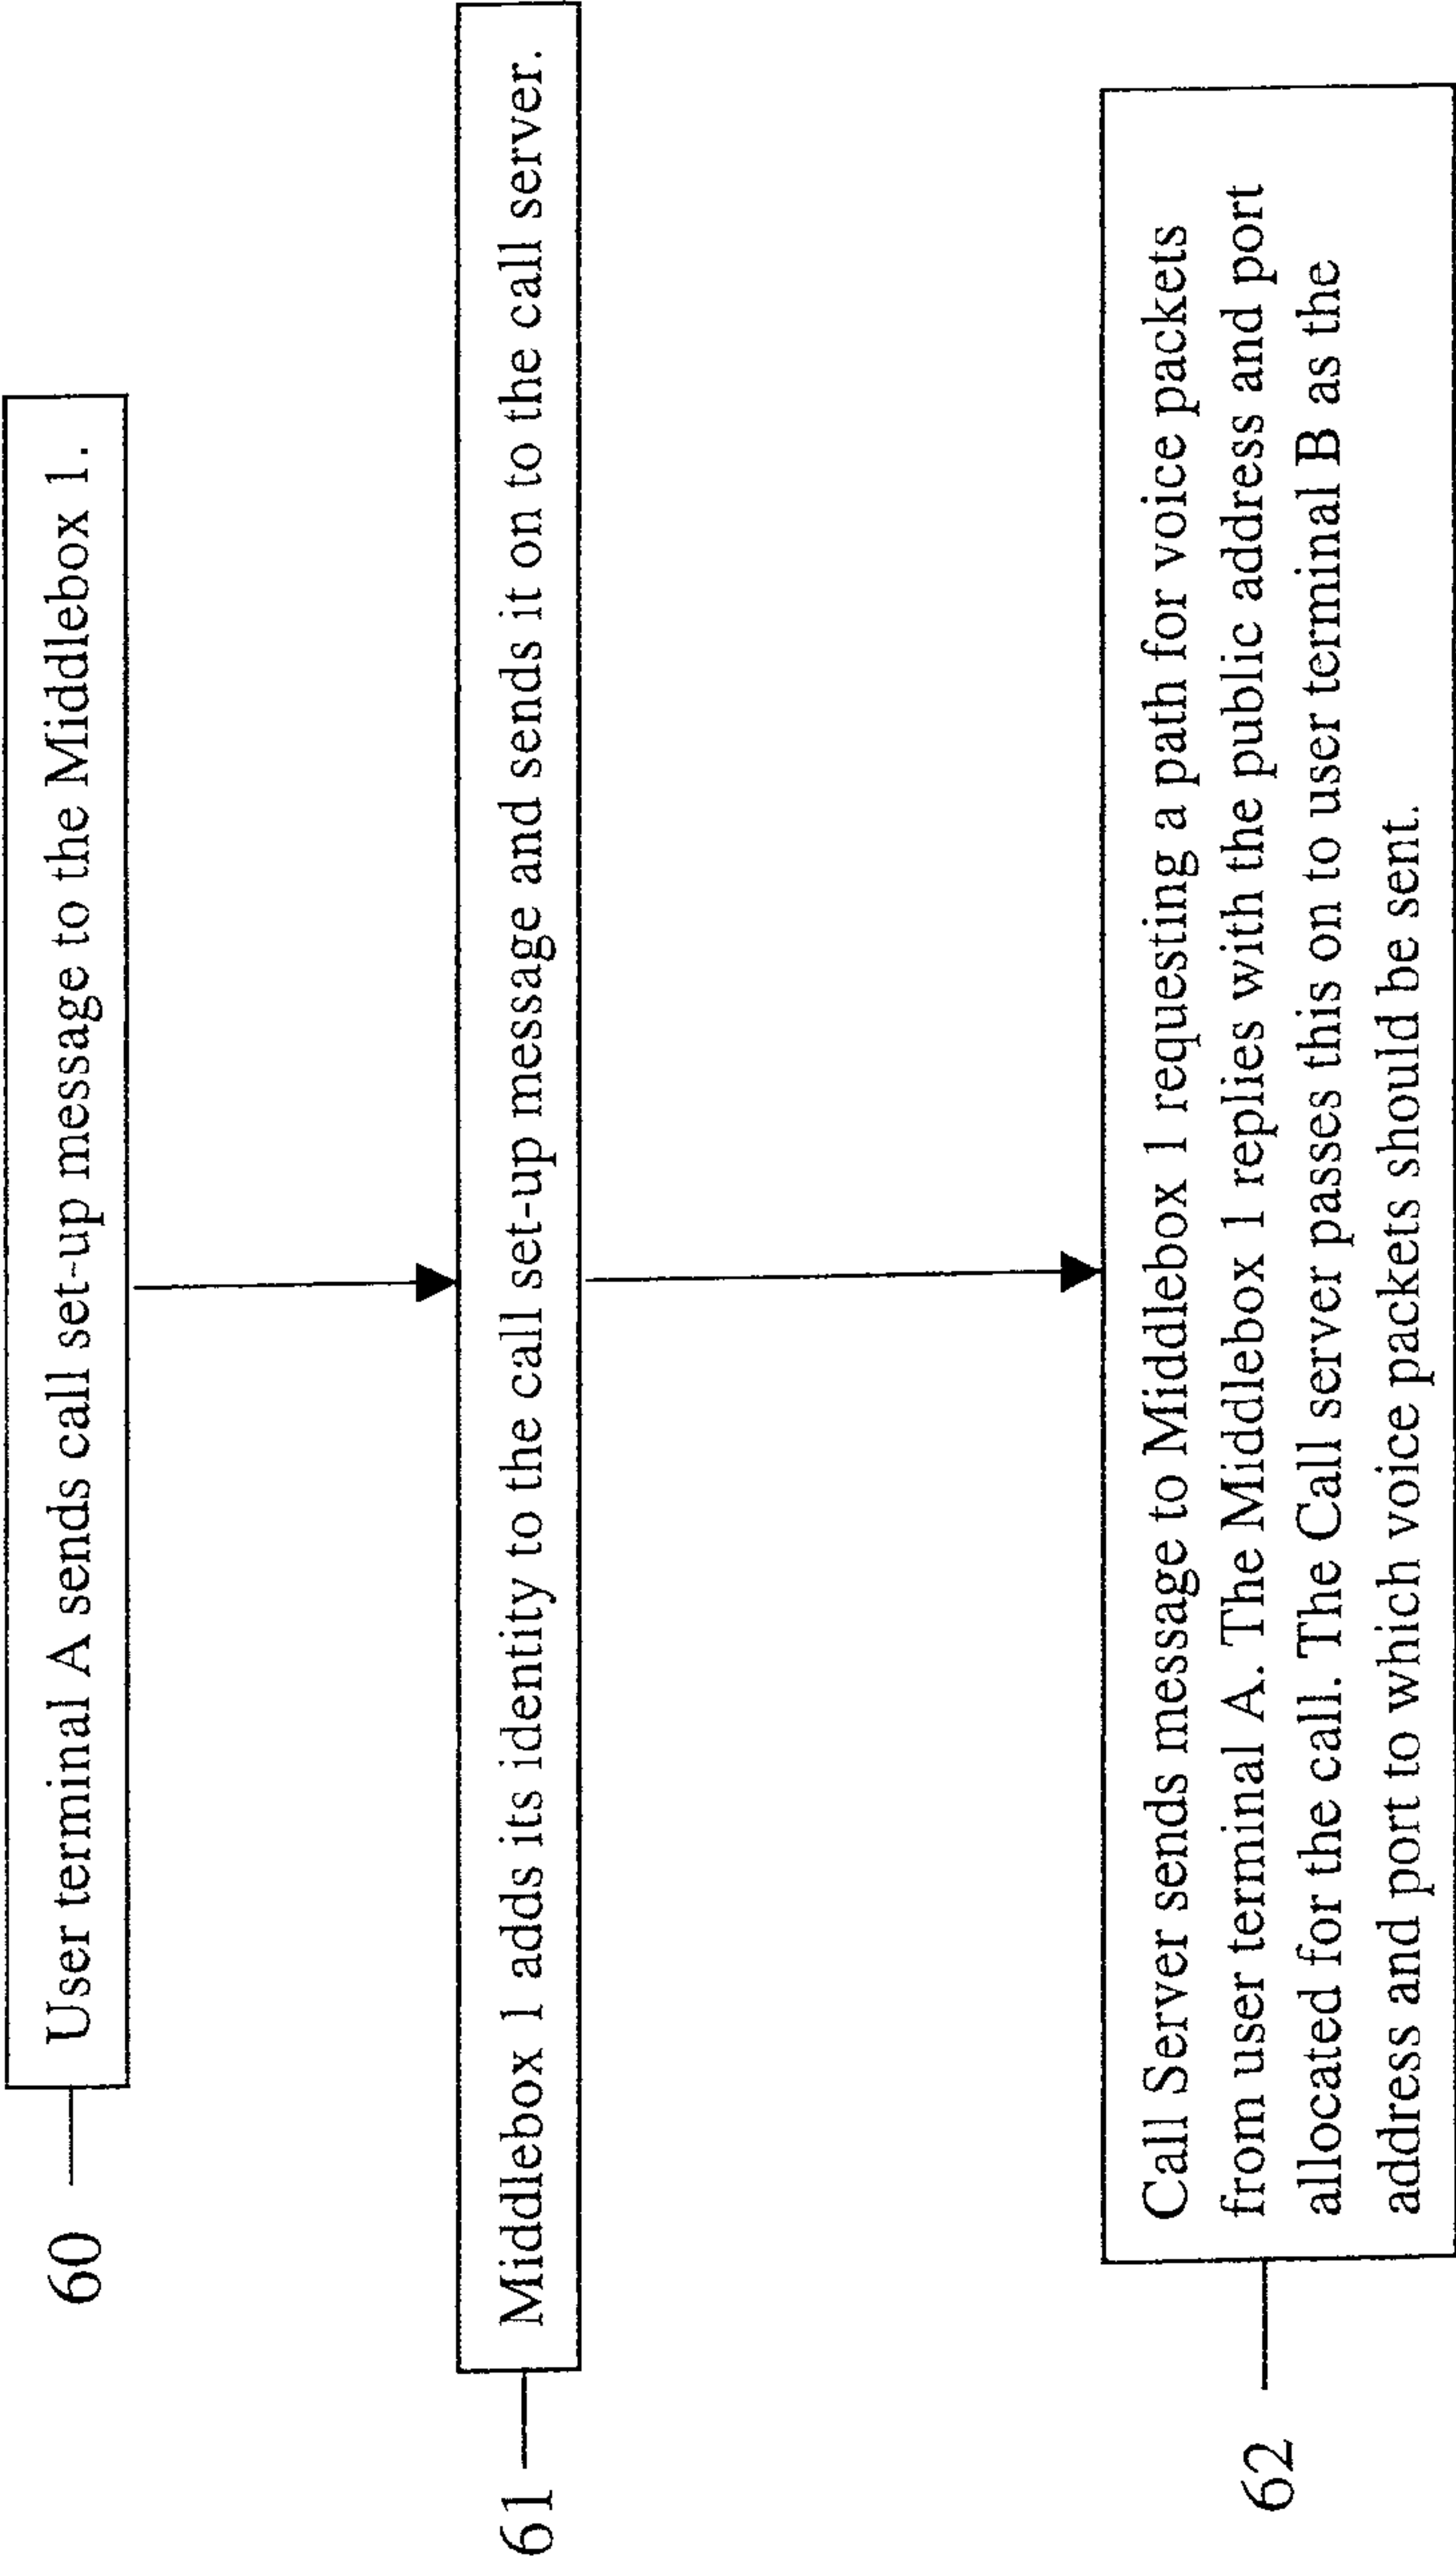 60
User terminal A sends call set-up message to the Middlebox 1.
61
Middlebox 1 adds its identity to the call set-up message and sends it on to the call server.
62
Call Server sends message to Middlebox 1 requesting a path for voice packets
from user terminal A. The Middlebox 1 replies with the public address and port
allocated for the call. The Call server passes this on to user terminal B as the
address and port to which voice packets should be sent.